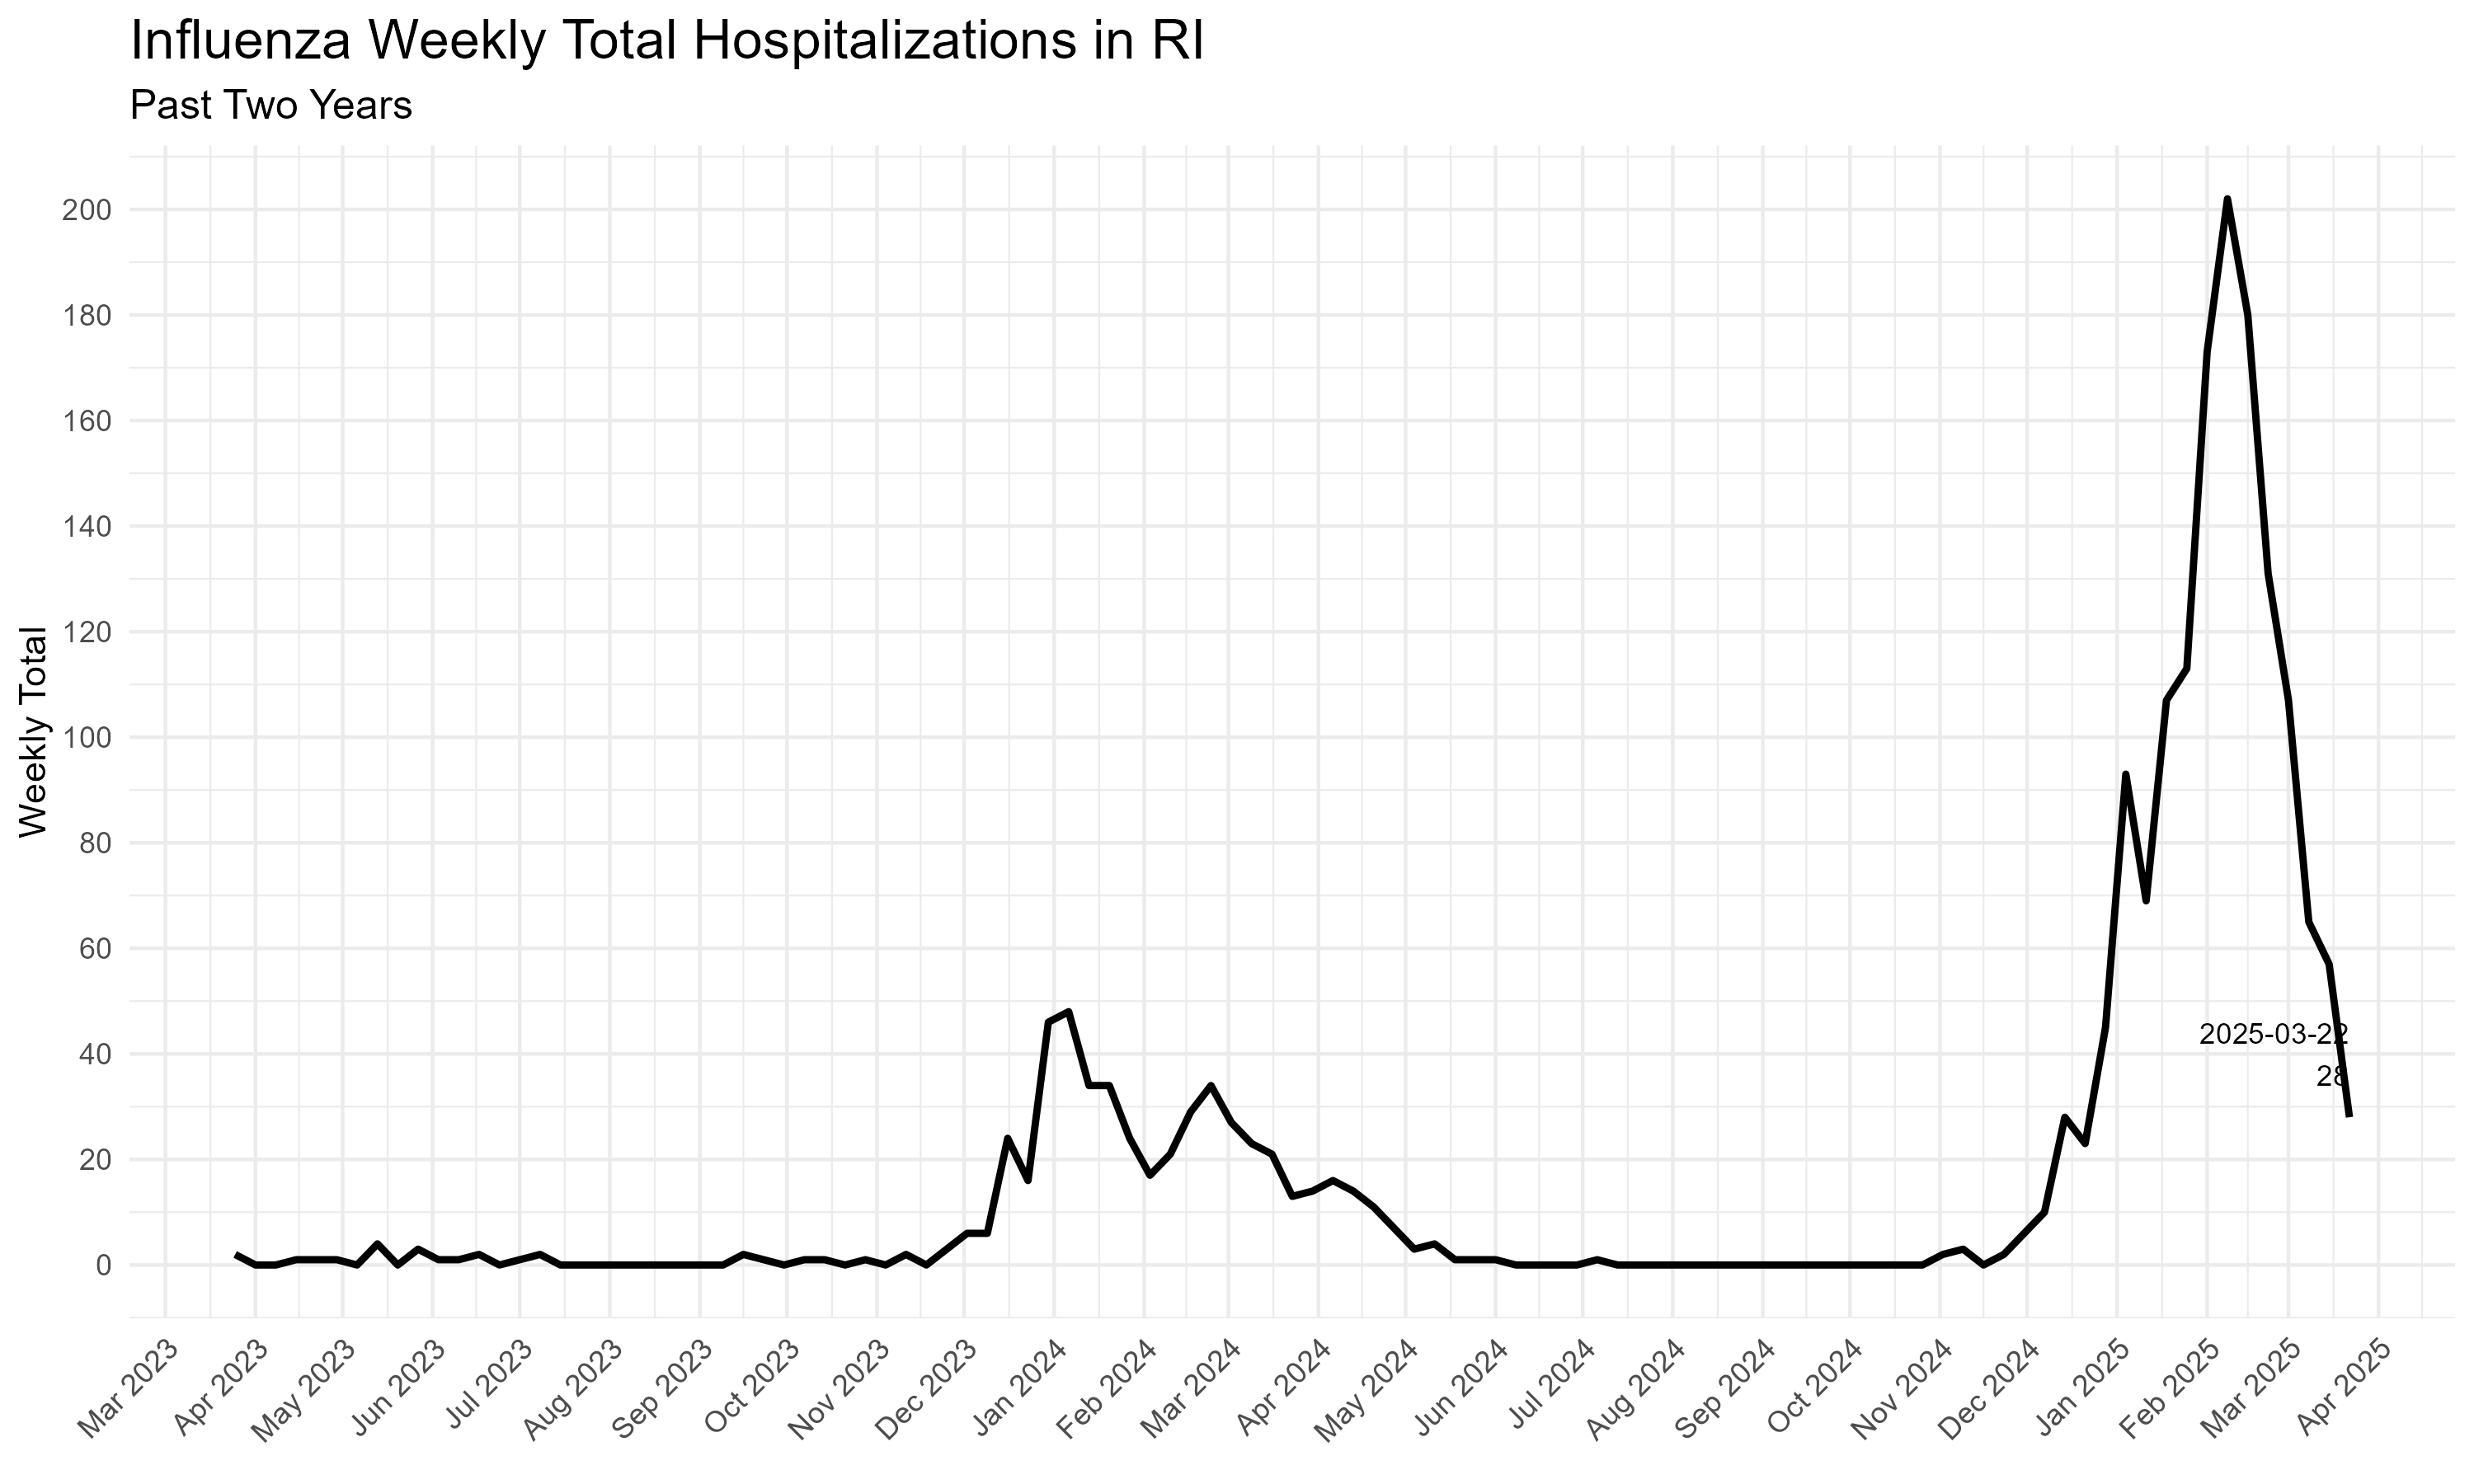 Influenza Weekly Total Hospitalizations in RI
Past Two Years
Weekly Total
200
180
160
140
120
100
80
60
40
20
0
2025-03-22
28
Mar 2023
Apr 2023
May 2023
Jun 2023
Jul 2023
Aug 2023
Sep 2023
Oct 2023
Nov 2023
Dec 2023
Jan 2024
Feb 2024
Mar 2024
Apr 2024
May 2024
Jun 2024
Jul 2024
Aug 2024
Sep 2024
Oct 2024
Nov 2024
Dec 2024
Jan 2025
Feb 2025
Mar 2025
Apr 2025